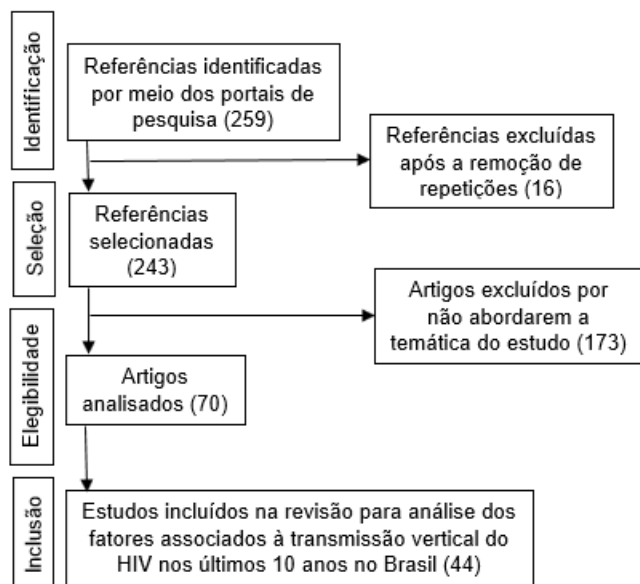 Identificação
Referências identificadas
por meio dos portais de
pesquisa (259)
Referências excluídas
após a remoção de
repetições (16)
Seleção
Referências
selecionadas
(243)
Artigos excluídos por
não abordarem a
temática do estudo (173)
Elegibilidade
Artigos
analisados (70)
Inclusão
Estudos incluídos na revisão para análise dos
fatores associados à transmissão vertical do
HIV nos últimos 10 anos no Brasil (44)